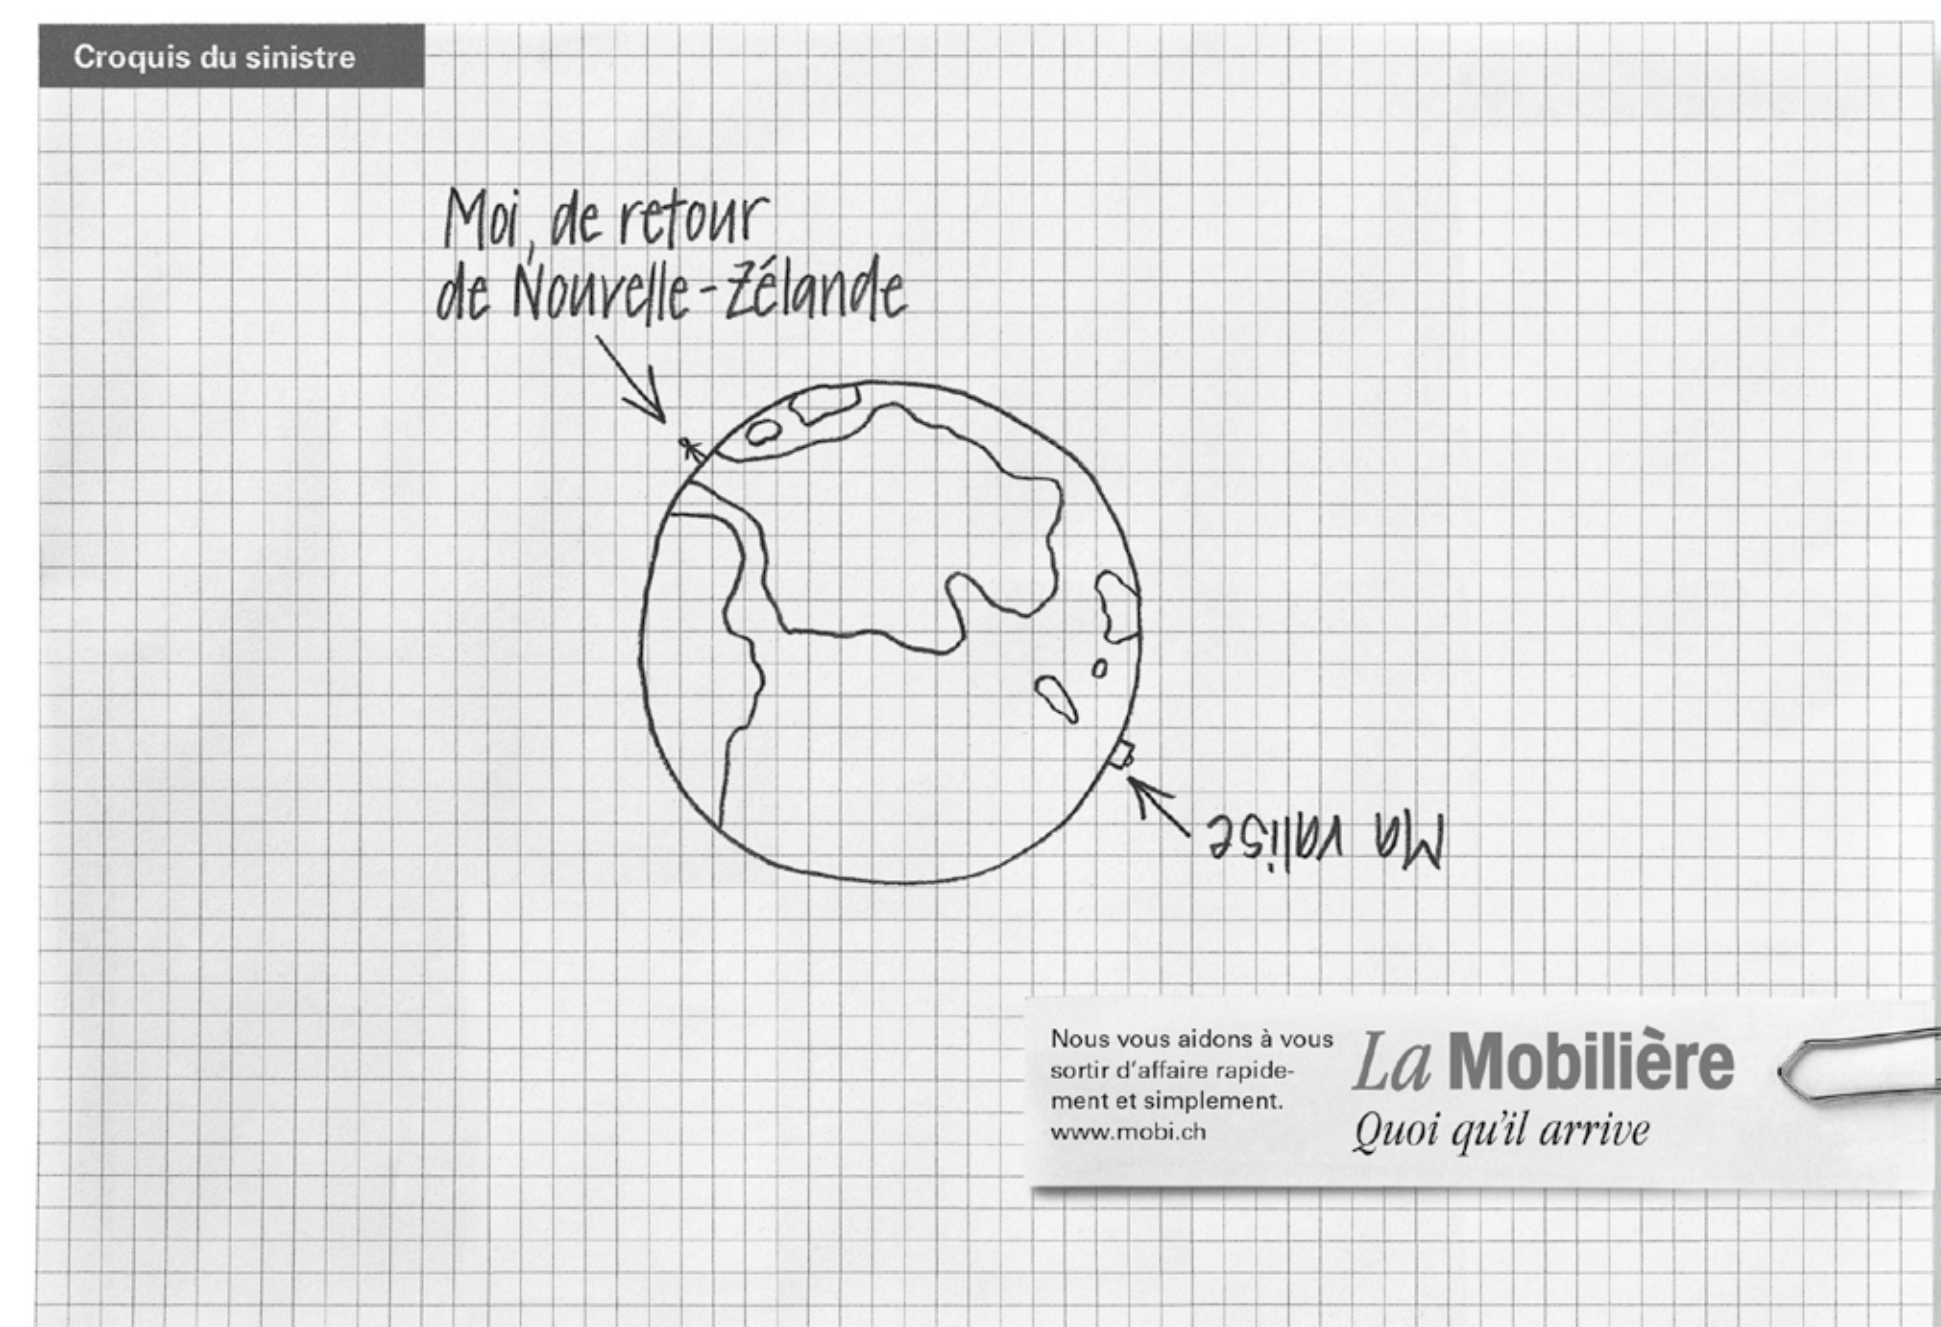 Croquis du sinistre
Moi, de retour
de Nouvelle-Zélande
Ma valise
Nous vous aidons à vous
sortir d'affaire rapide-
ment et simplement.
www.mobi.ch
La Mobilière
Quoi qu'il arrive